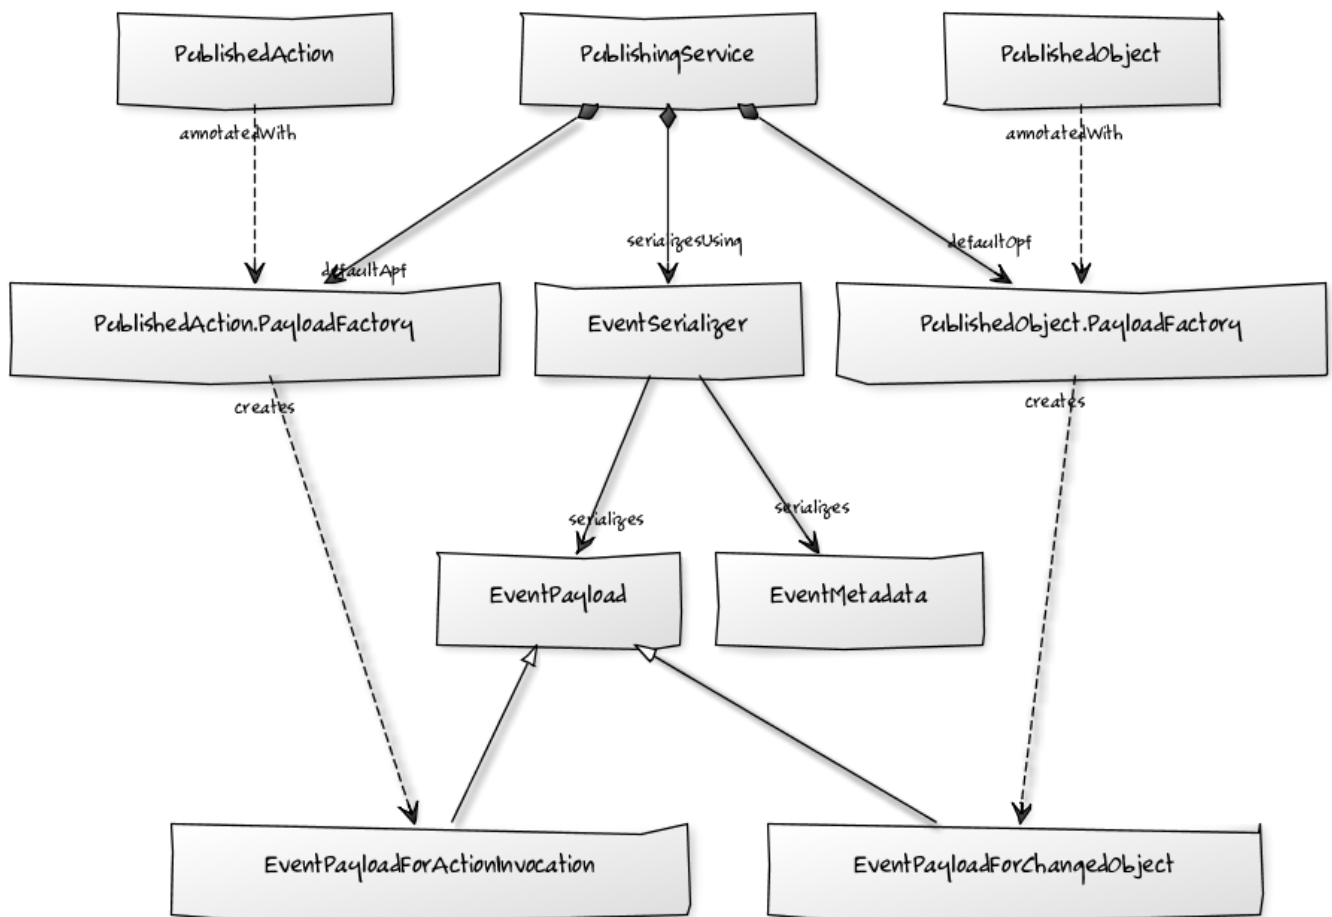 PublishedAction
PublishingService
PublishedObject
annotatedWith
annotatedWith
serializesUsing
defaultOpf
defaultApf
PublishedAction.PayloadFactory
EventSerializer
PublishedObject.PayloadFactory
creates
creates
serializes
serializes
EventPayload
EventMetadata
EventPayloadForActionInvocation
EventPayloadForChangedObject